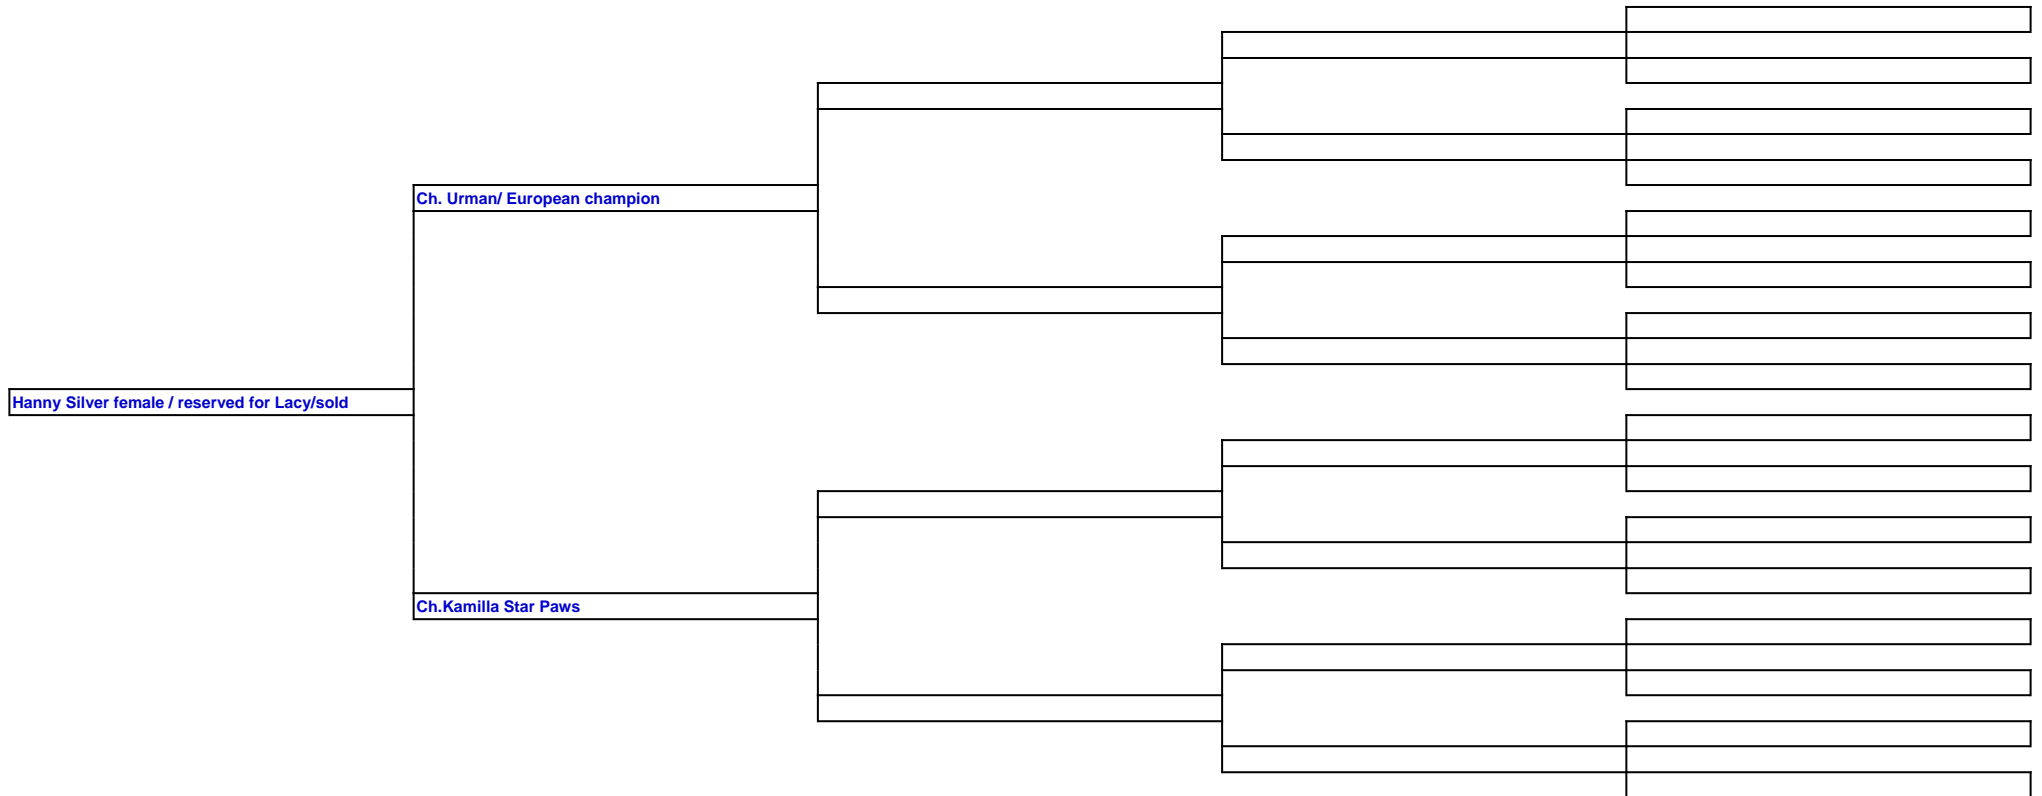 Ch. Urman/ European champion
Hanny Silver female / reserved for Lacy/sold
Ch.Kamilla Star Paws